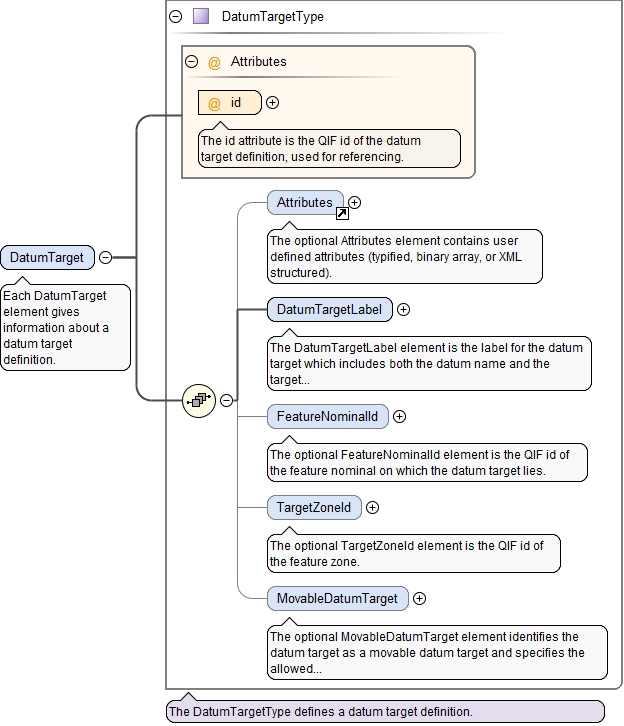 DatumTargetType
@ Attributes
@ id
The id attribute is the QIF id of the datum
target definition, used for referencing.
Attributes
The optional Attributes element contains user
defined attributes (typified, binary array, or XML
structured).
DatumTarget
Each DatumTarget
element gives
information about a
datum target
definition.
DatumTargetLabel
The DatumTargetLabel element is the label for the datum
target which includes both the datum name and the
target...
FeatureNominalId
The optional FeatureNominalId element is the QIF id of
the feature nominal on which the datum target lies.
TargetZoneId
The optional TargetZoneId element is the QIF id of
the feature zone.
MovableDatumTarget
The optional MovableDatumTarget element identifies the
datum target as a movable datum target and specifies the
allowed...
The DatumTargetType defines a datum target definition.